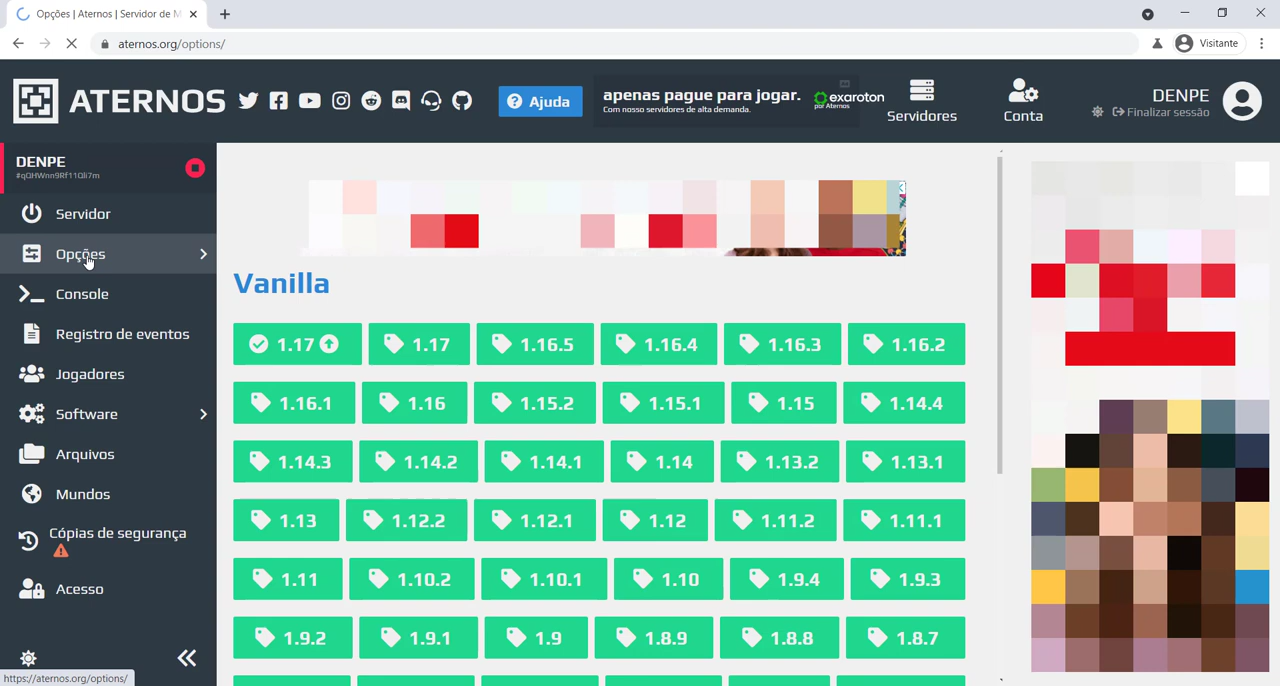 Opções | Aternos | Servidor de M
aternos.org/options/
Visitante
ATERNOS
Ajuda
apenas pague para jogar.
Com nosso servidores de alta demanda.
exaroton
por Aternos
Servidores
Conta
DENPE
Finalizar sessão
DENPE
Servidor
Opções
Console
Registro de eventos
Jogadores
Software
Arquivos
Mundos
Cópias de segurança
Acesso
https://aternos.org/options/
Vanilla
1.17 1.17 1.16.5 1.16.4 1.16.3 1.16.2
1.16.1 1.16 1.15.2 1.15.1 1.15 1.14.4
1.14.3 1.14.2 1.14.1 1.14 1.13.2 1.13.1
1.13 1.12.2 1.12.1 1.12 1.11.2 1.11.1
1.11 1.10.2 1.10.1 1.10 1.9.4 1.9.3
1.9.2 1.9.1 1.9 1.8.9 1.8.8 1.8.7